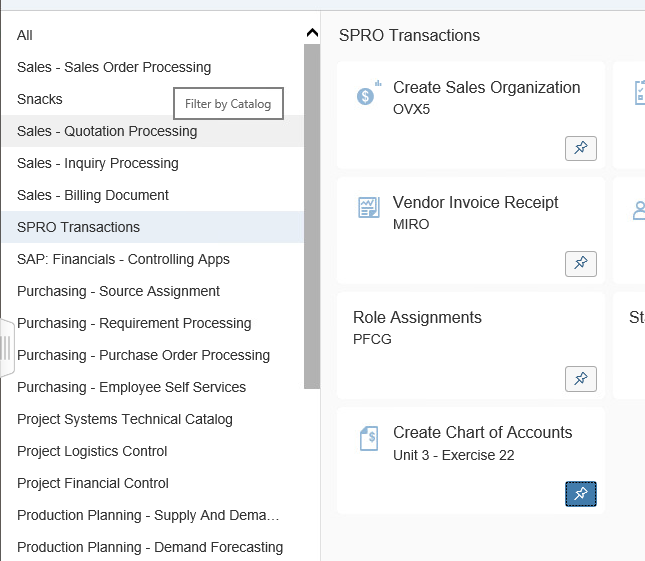 All
Sales - Sales Order Processing
Snacks
Filter by Catalog
Sales - Quotation Processing
Sales - Inquiry Processing
Sales - Billing Document
SPRO Transactions
SAP: Financials - Controlling Apps
Purchasing - Source Assignment
Purchasing - Requirement Processing
Purchasing - Purchase Order Processing
Purchasing - Employee Self Services
Project Systems Technical Catalog
Project Logistics Control
Project Financial Control
Production Planning - Supply And Dema...
Production Planning - Demand Forecasting
SPRO Transactions
Create Sales Organization
OVX5
Vendor Invoice Receipt
MIRO
Role Assignments
PFCG
St
Create Chart of Accounts
Unit 3 - Exercise 22